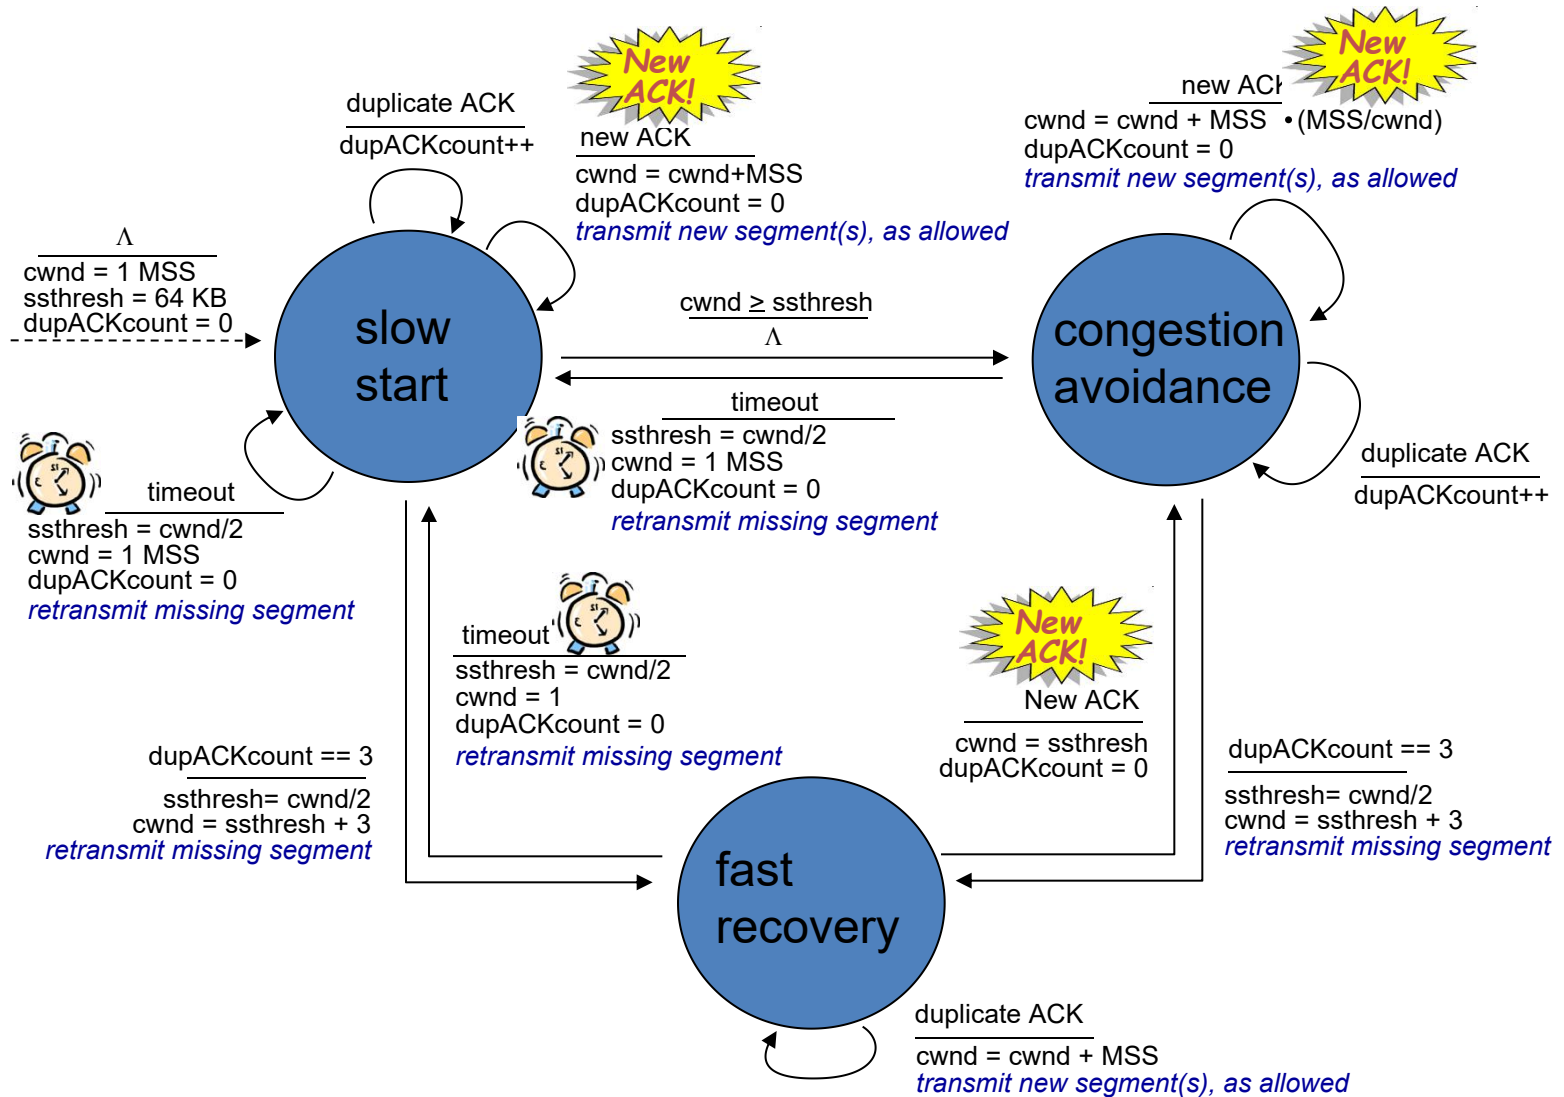 New
ACK!
duplicate ACK
dupACKcount++
new ACK
cwnd = cwnd+MSS
dupACKcount = 0
transmit new segment(s), as allowed
New
ACK!
new ACK
cwnd = cwnd + MSS •(MSS/cwnd)
dupACKcount = 0
transmit new segment(s), as allowed
Λ
cwnd = 1 MSS
ssthresh = 64 KB
dupACKcount = 0
slow
start
cwnd ≥ ssthresh
Λ
congestion
avoidance
timeout
ssthresh = cwnd/2
cwnd = 1 MSS
dupACKcount = 0
retransmit missing segment
timeout
ssthresh = cwnd/2
cwnd = 1 MSS
dupACKcount = 0
retransmit missing segment
duplicate ACK
dupACKcount++
timeout
ssthresh = cwnd/2
cwnd = 1
dupACKcount = 0
retransmit missing segment
New
ACK!
New ACK
cwnd = ssthresh
dupACKcount = 0
dupACKcount == 3
ssthresh= cwnd/2
cwnd = ssthresh + 3
retransmit missing segment
dupACKcount == 3
ssthresh= cwnd/2
cwnd = ssthresh + 3
retransmit missing segment
fast
recovery
duplicate ACK
cwnd = cwnd + MSS
transmit new segment(s), as allowed